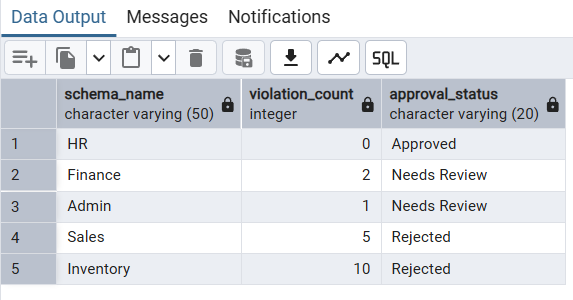 Data Output Messages Notifications
SQL
schema_name violation_count approval_status
character varying (50) integer character varying (20)
1 HR 0 Approved
2 Finance 2 Needs Review
3 Admin 1 Needs Review
4 Sales 5 Rejected
5 Inventory 10 Rejected